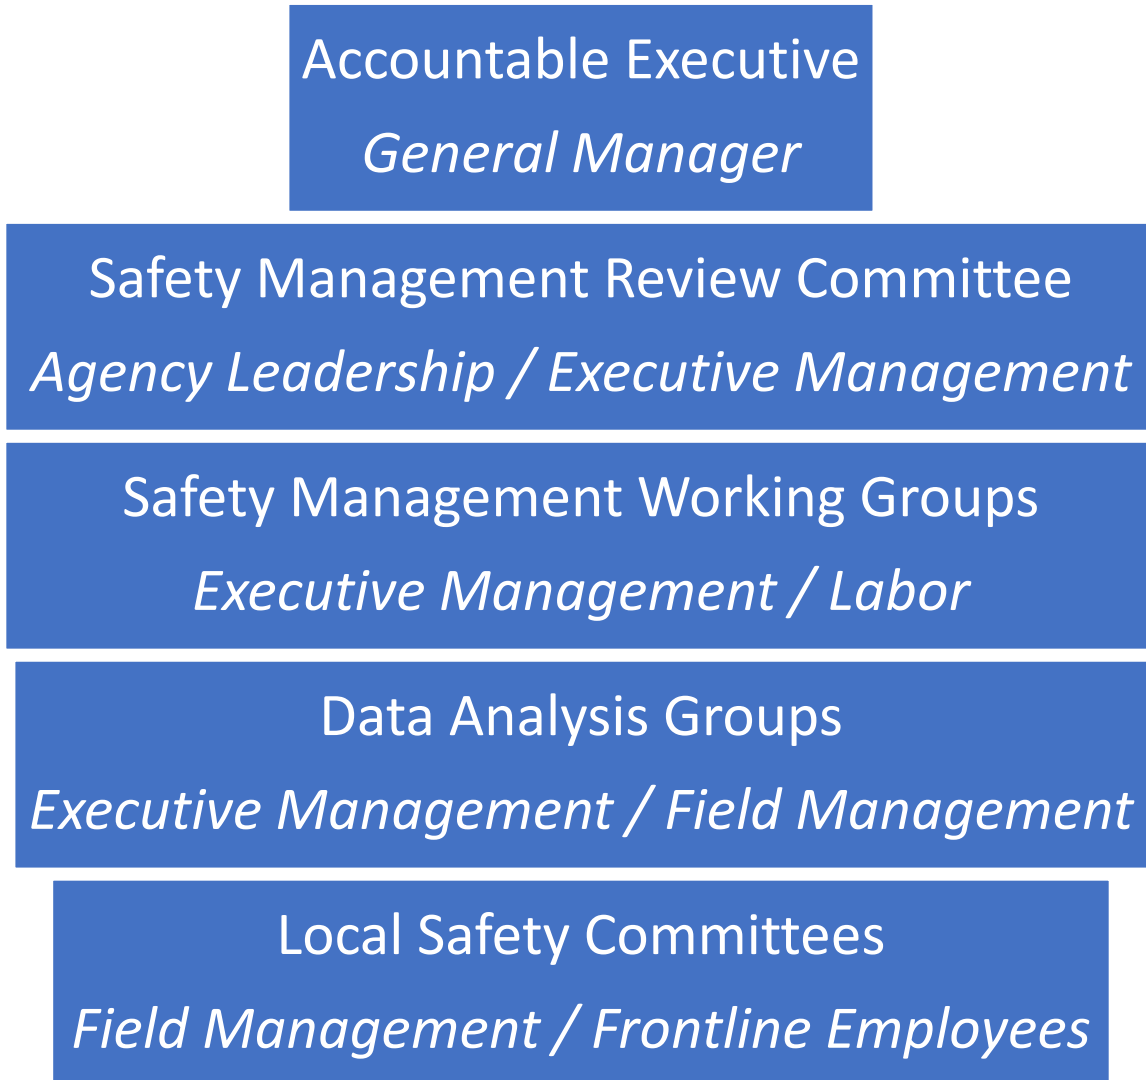 Accountable Executive
General Manager
Safety Management Review Committee
Agency Leadership / Executive Management
Safety Management Working Groups
Executive Management / Labor
Data Analysis Groups
Executive Management / Field Management
Local Safety Committees
Field Management / Frontline Employees